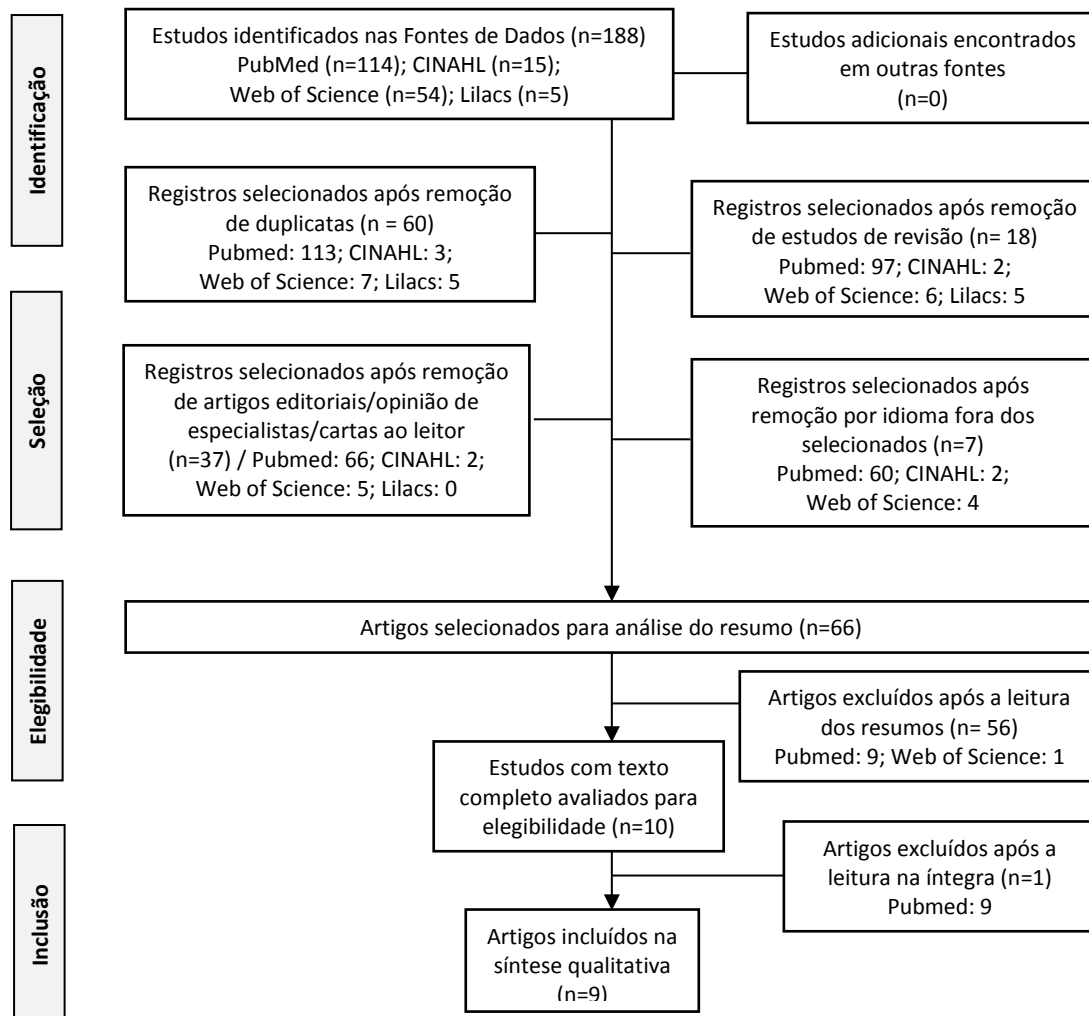 Identificação
Estudos identificados nas Fontes de Dados (n=188)
PubMed (n=114); CINAHL (n=15);
Web of Science (n=54); Lilacs (n=5)
Estudos adicionais encontrados
em outras fontes
(n=0)
Registros selecionados após remoção
de duplicatas (n = 60)
Pubmed: 113; CINAHL: 3;
Web of Science: 7; Lilacs: 5
Registros selecionados após remoção
de estudos de revisão (n= 18)
Pubmed: 97; CINAHL: 2;
Web of Science: 6; Lilacs: 5
Seleção
Registros selecionados após remoção
de artigos editoriais/opinião de
especialistas/cartas ao leitor
(n=37) / Pubmed: 66; CINAHL: 2;
Web of Science: 5; Lilacs: 0
Registros selecionados após
remoção por idioma fora dos
selecionados (n=7)
Pubmed: 60; CINAHL: 2;
Web of Science: 4
Elegibilidade
Artigos selecionados para análise do resumo (n=66)
Artigos excluídos após a leitura
dos resumos (n= 56)
Pubmed: 9; Web of Science: 1
Estudos com texto
completo avaliados para
elegibilidade (n=10)
Inclusão
Artigos excluídos após a
leitura na íntegra (n=1)
Pubmed: 9
Artigos incluídos na
síntese qualitativa
(n=9)